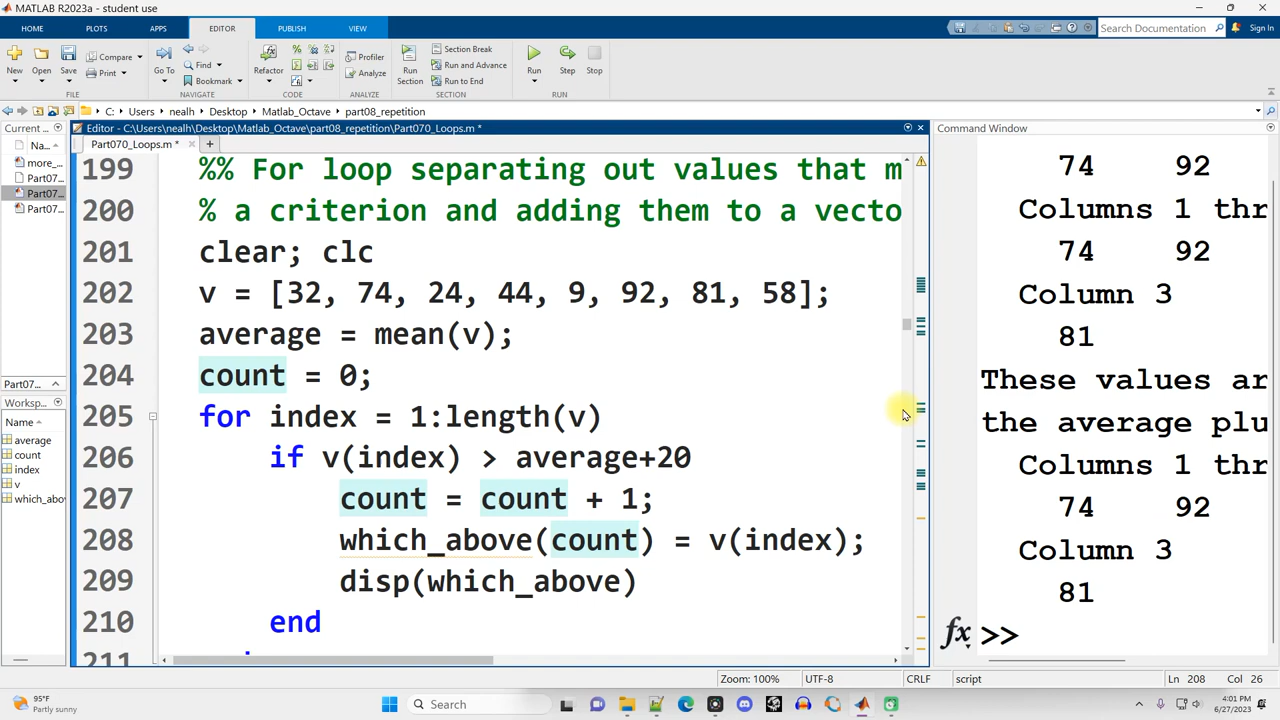 MATLAB R2023a - student use
HOME PLOTS APPS EDITOR PUBLISH VIEW Search Documentation Sign In
New Open Save Compare Print Go To Find Bookmark Refactor Profiler Analyze Run Section Section Break Run and Advance Run to End Run Step Stop
FILE NAVIGATE CODE ANALYZE SECTION RUN
C: Users nealh Desktop Matlab_Octave part08_repetition
Current ... Editor - C:\Users\nealh\Desktop\Matlab_Octave\part08_repetition\Part070_Loops.m * Command Window
Part070_Loops.m * +
Na...
more_...
Part07...
Part07...
Part07...
Part07...
Worksp...
Name
average
count
index
v
which_abov
199 %% For loop separating out values that m
200 % a criterion and adding them to a vecto
201 clear; clc
202 v = [32, 74, 24, 44, 9, 92, 81, 58];
203 average = mean(v);
204 count = 0;
205 for index = 1:length(v)
206 if v(index) > average+20
207 count = count + 1;
208 which_above(count) = v(index);
209 disp(which_above)
210 end
211
74 92
Columns 1 thr
74 92
Column 3
81
These values ar
the average plu
Columns 1 thr
74 92
Column 3
81
fx >>
Zoom: 100% UTF-8 CRLF script Ln 208 Col 26
95°F
Partly sunny
Search
4:01 PM
6/27/2023